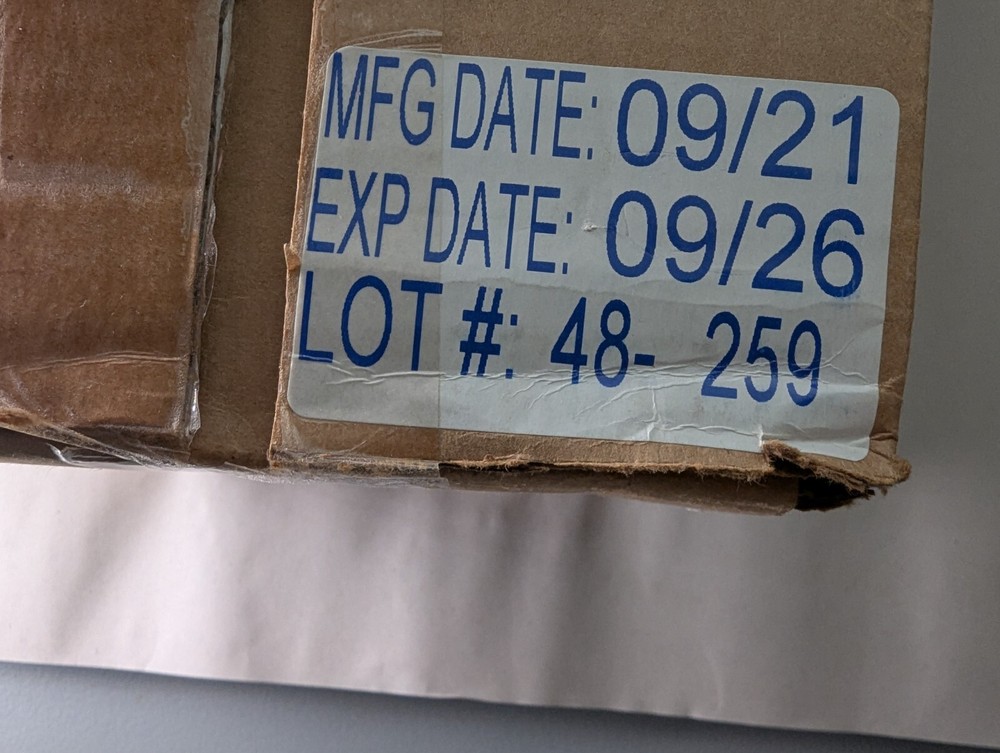 MFG DATE: 09/21
EXP DATE: 09/26
LOT #: 48- 259